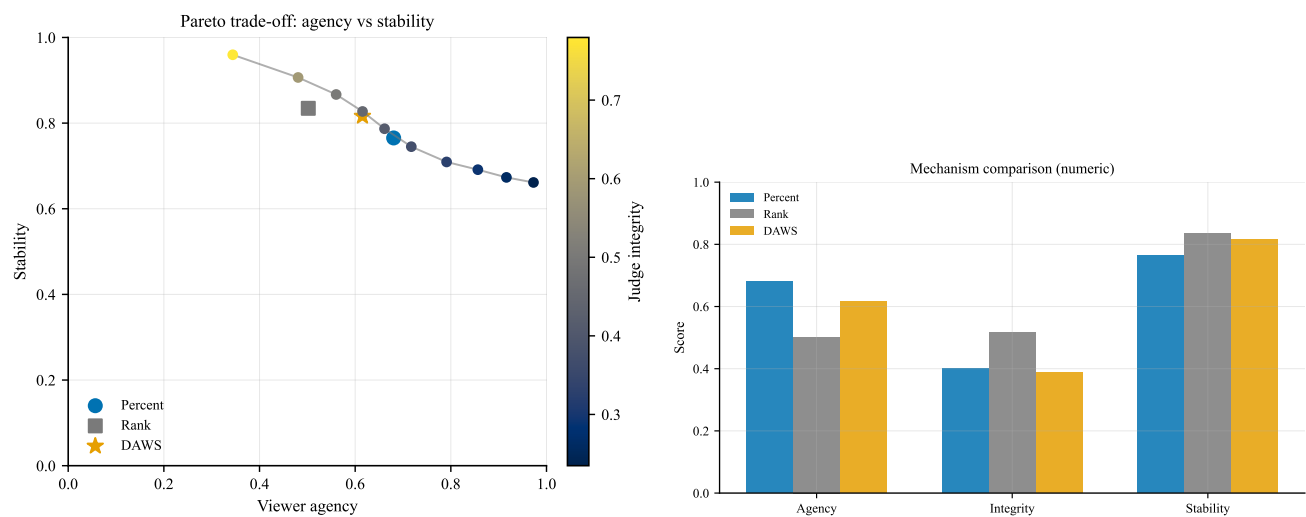 Pareto trade-off: agency vs stability
1.0
0.8
0.6
0.4
0.2
0.0
Stability
0.0 0.2 0.4 0.6 0.8 1.0
Viewer agency
Percent
Rank
DAWS
0.7
0.6
0.5
0.4
0.3
Judge integrity
Mechanism comparison (numeric)
1.0
0.8
0.6
0.4
0.2
0.0
Score
Percent
Rank
DAWS
Agency Integrity Stability